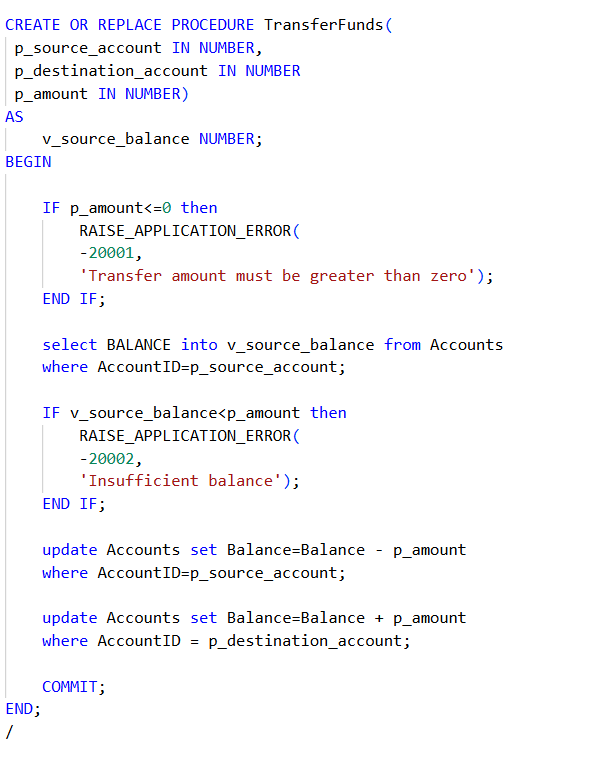 CREATE OR REPLACE PROCEDURE TransferFunds(
 p_source_account IN NUMBER,
 p_destination_account IN NUMBER
 p_amount IN NUMBER)
AS
    v_source_balance NUMBER;
BEGIN
    IF p_amount<=0 then
        RAISE_APPLICATION_ERROR(
        -20001,
        'Transfer amount must be greater than zero');
    END IF;
    select BALANCE into v_source_balance from Accounts
    where AccountID=p_source_account;
    IF v_source_balance<p_amount then
        RAISE_APPLICATION_ERROR(
        -20002,
        'Insufficient balance');
    END IF;
    update Accounts set Balance=Balance - p_amount
    where AccountID=p_source_account;
    update Accounts set Balance=Balance + p_amount
    where AccountID = p_destination_account;
    COMMIT;
END;
/